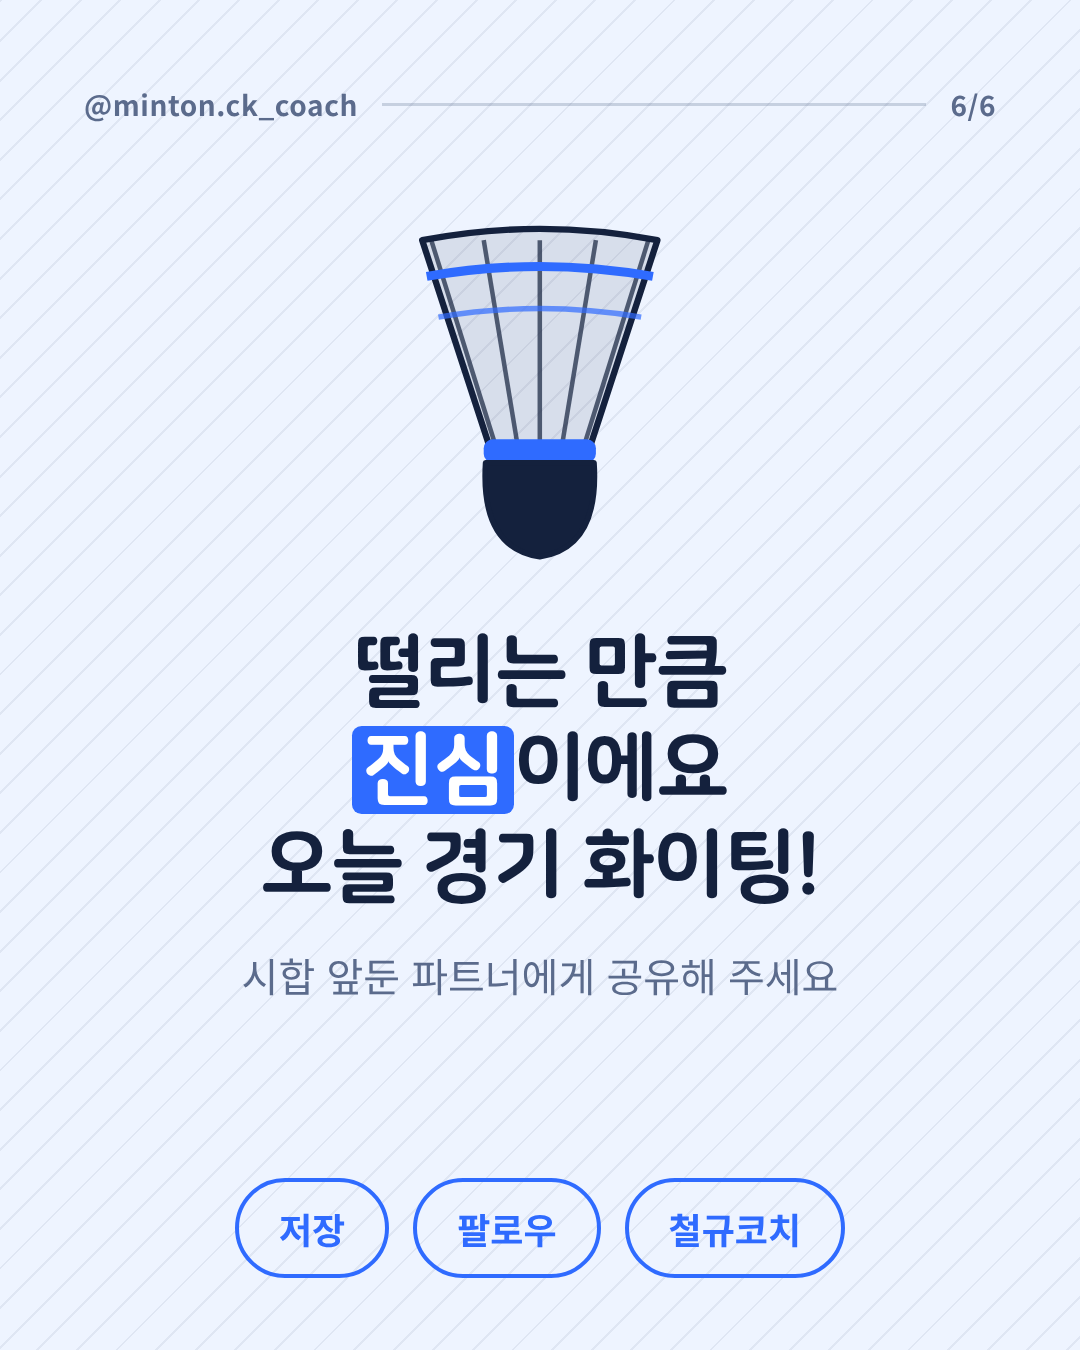 @minton.ck_coach
6/6
떨리는 만큼
진심이에요
오늘 경기 화이팅!
시합 앞둔 파트너에게 공유해 주세요
저장
팔로우
철규코치